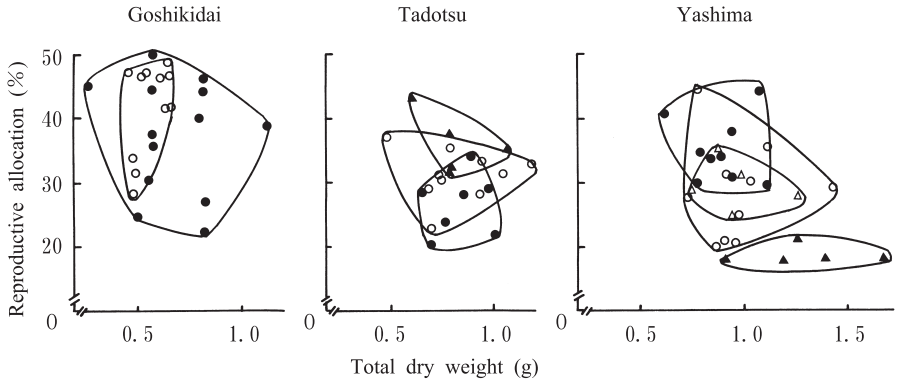 Goshikidai Tadotsu Yashima
Reproductive allocation (%)
50
40
30
20
0 0 0
0.5 1.0 0.5 1.0 0.5 1.0 1.5
Total dry weight (g)